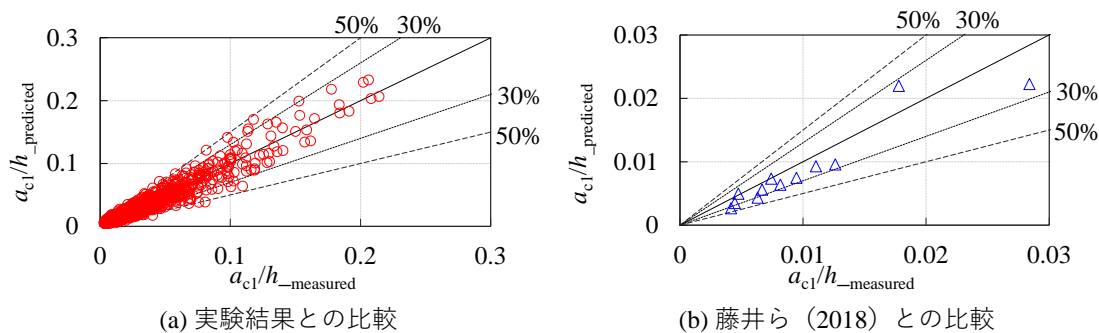 50% 30%
0.3
0.2
0.1
0
0 0.1 0.2 0.3
30%
50%
a_c1/h_predicted
a_c1/h_measured
(a) 実験結果との比較
50% 30%
0.03
0.02
0.01
0
0 0.01 0.02 0.03
30%
50%
a_c1/h_predicted
a_c1/h_measured
(b) 藤井ら（2018）との比較